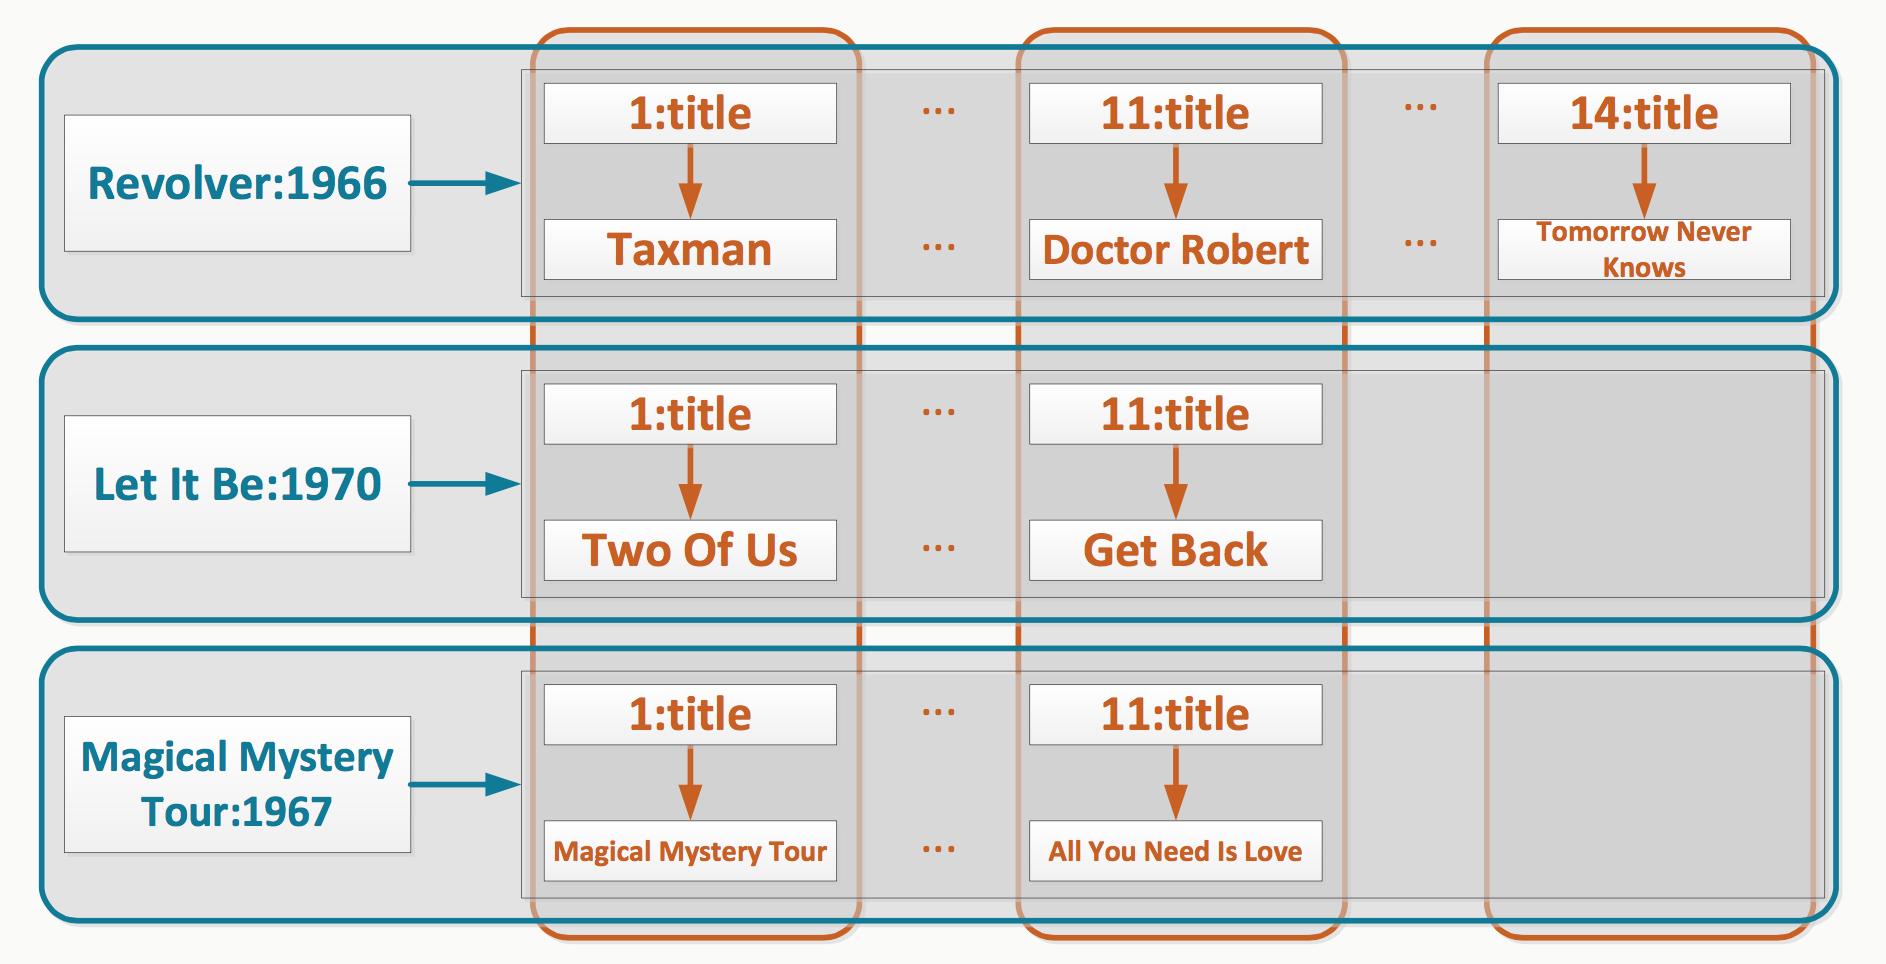 1:title ... 11:title ... 14:title
Revolver:1966
Taxman ... Doctor Robert ... Tomorrow Never
Knows
1:title ... 11:title
Let It Be:1970
Two Of Us ... Get Back
1:title ... 11:title
Magical Mystery
Tour:1967
Magical Mystery Tour ... All You Need Is Love